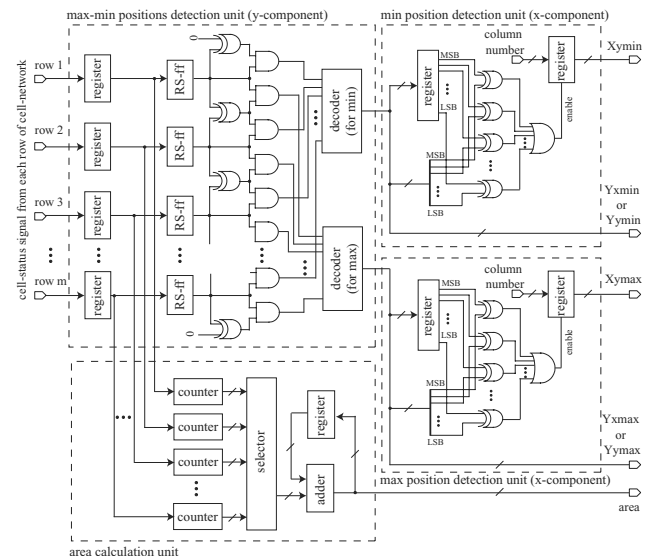 max-min positions detection unit (y-component)
min position detection unit (x-component)
cell-status signal from each row of cell-network
row 1
register
RS-ff
0
row 2
register
RS-ff
row 3
register
RS-ff
row m
register
RS-ff
0
decoder
(for min)
decoder
(for max)
column
number
register
Xymin
enable
register
MSB
LSB
MSB
LSB
Yxmin
or
Yymin
column
number
register
Xymax
enable
register
MSB
LSB
MSB
LSB
Yxmax
or
Yymax
max position detection unit (x-component)
counter
counter
counter
counter
selector
register
adder
area
area calculation unit